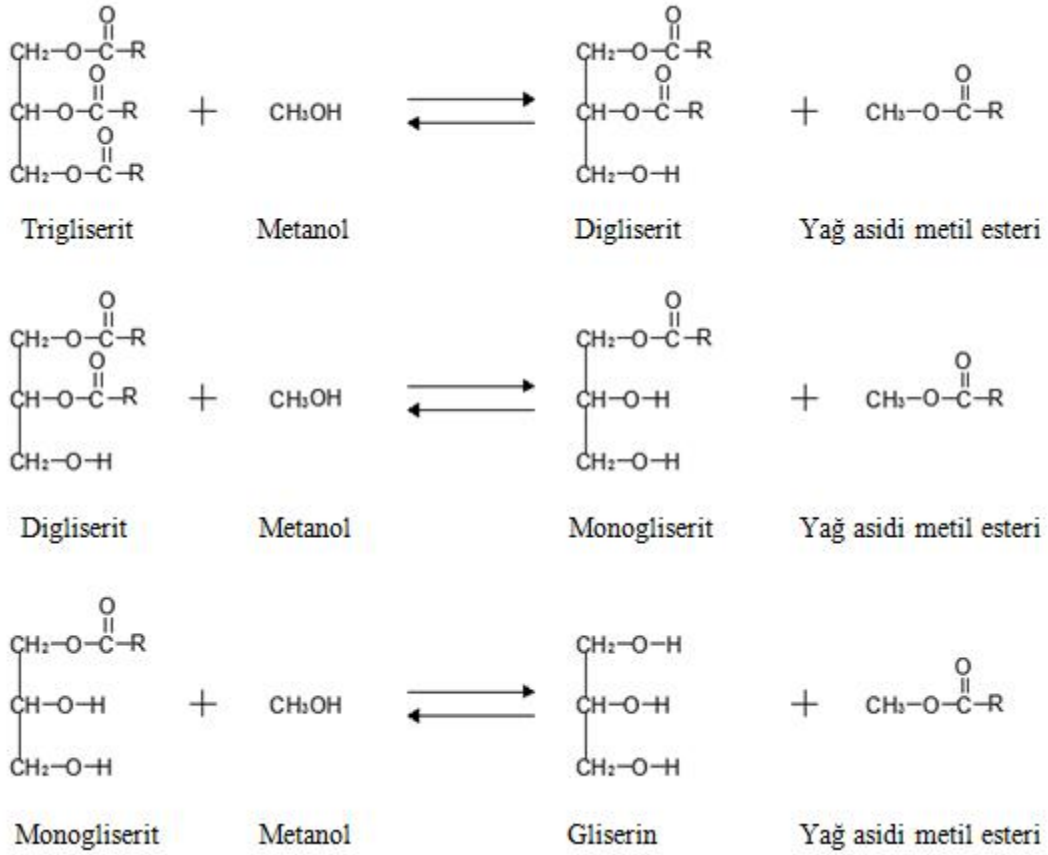 O O
CH₂–O–C–R CH₂–O–C–R
O O O
CH–O–C–R + CH₃OH CH–O–C–R + CH₃–O–C–R
O
CH₂–O–C–R CH₂–O–H
Trigliserit Metanol Digliserit Yağ asidi metil esteri
O O
CH₂–O–C–R CH₂–O–C–R
O O
CH–O–C–R + CH₃OH CH–O–H + CH₃–O–C–R
CH₂–O–H CH₂–O–H
Digliserit Metanol Monogliserit Yağ asidi metil esteri
O
CH₂–O–C–R CH₂–O–H
O
CH–O–H + CH₃OH CH–O–H + CH₃–O–C–R
CH₂–O–H CH₂–O–H
Monogliserit Metanol Gliserin Yağ asidi metil esteri